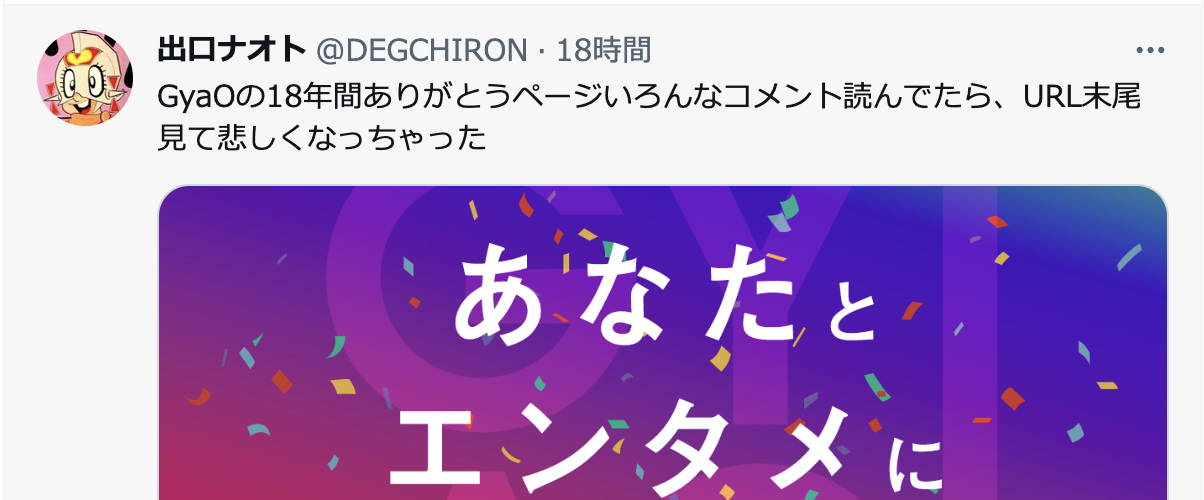 出口ナオト @DEGCHIRON · 18時間
GyaOの18年間ありがとうページいろんなコメント読んでたら、URL末尾
見て悲しくなっちゃった
あなたと
エンタメに